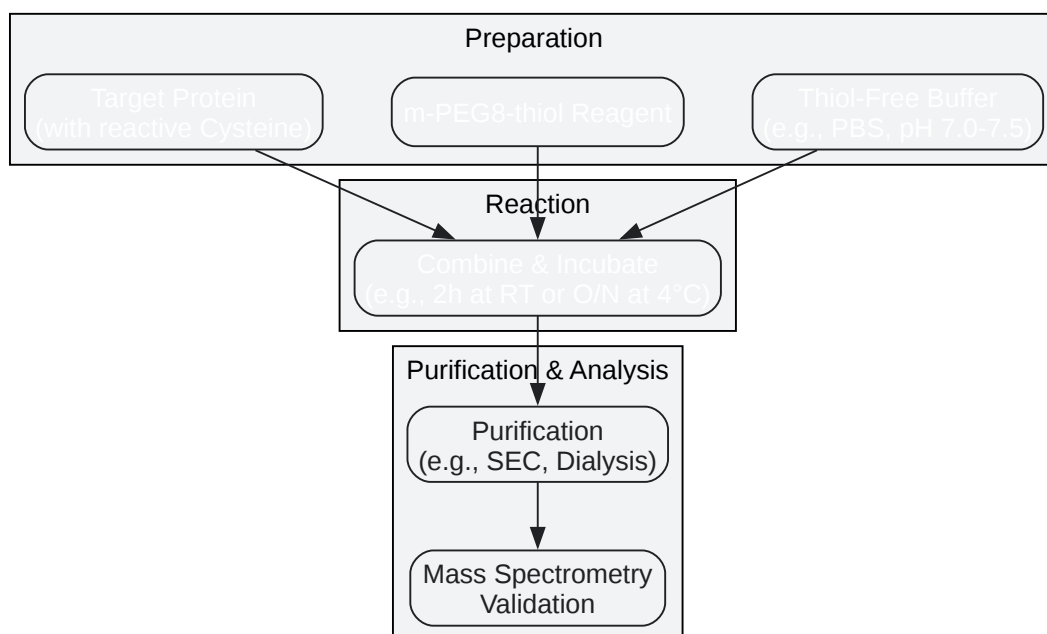 Preparation
Target Protein
(with reactive Cysteine)
m-PEG8-thiol Reagent
Thiol-Free Buffer
(e.g., PBS, pH 7.0-7.5)
Reaction
Combine & Incubate
(e.g., 2h at RT or O/N at 4°C)
Purification & Analysis
Purification
(e.g., SEC, Dialysis)
Mass Spectrometry
Validation